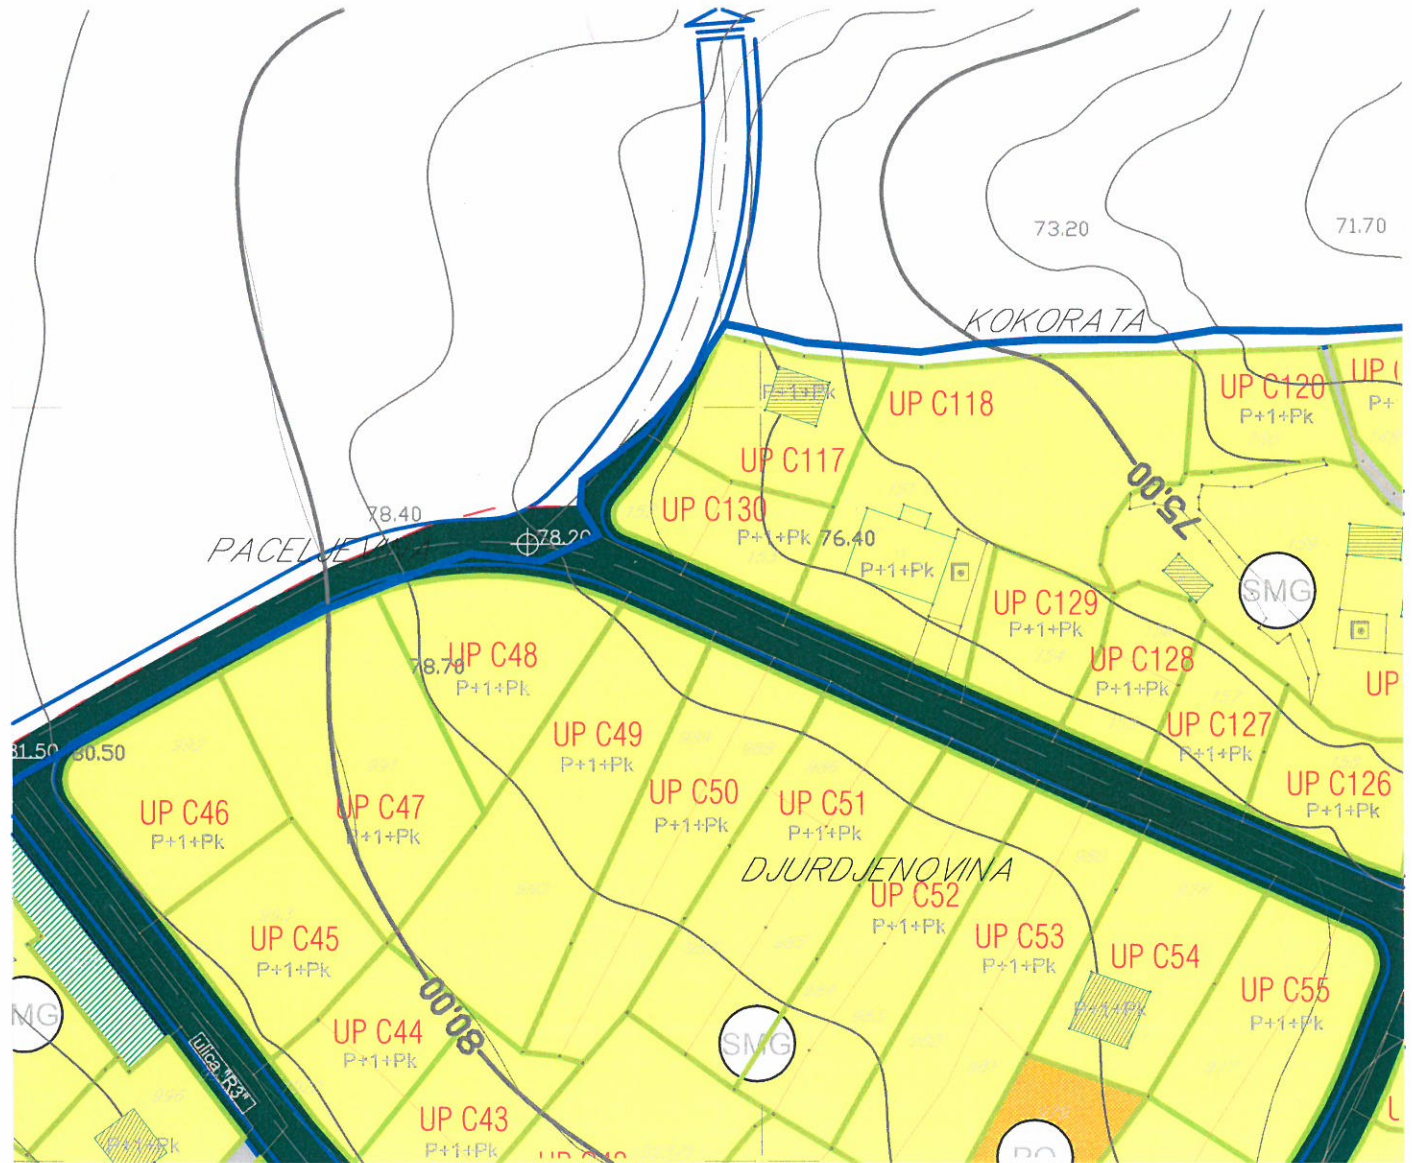 73.20
71.70
KOKORATA
UP C120
P+1+Pk
UP C
P+
P+1+Pk
UP C118
UP C117
75.00
78.40
UP C130
78.20
P+1+Pk
76.40
PACELJEVINA
P+1+Pk
SMG
UP C129
P+1+Pk
UP C48
P+1+Pk
78.70
UP C128
P+1+Pk
UP
UP C49
P+1+Pk
UP C127
P+1+Pk
81.50
80.50
UP C50
P+1+Pk
UP C51
P+1+Pk
UP C126
P+1+Pk
UP C46
P+1+Pk
UP C47
P+1+Pk
DJURDJENOVINA
UP C52
P+1+Pk
UP C45
P+1+Pk
UP C53
P+1+Pk
UP C54
P+1+Pk
UP C55
P+1+Pk
80.00
MG
UP C44
P+1+Pk
SMG
ulica "R3"
UP C43
P+1+Pk
P+1+Pk